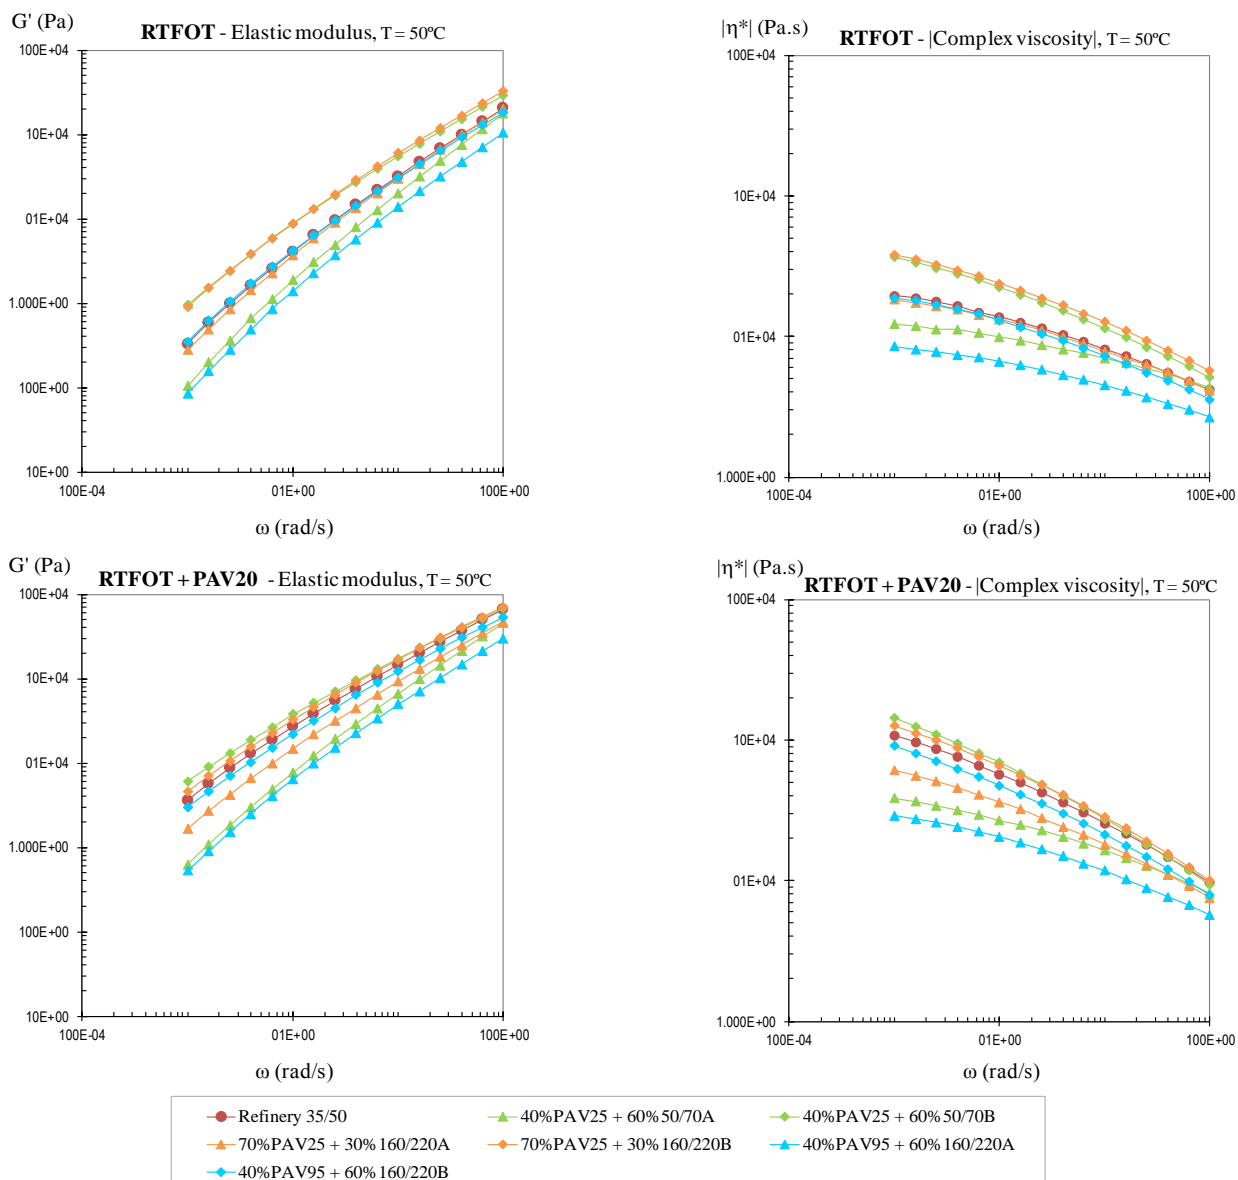 G' (Pa)
RTFOT - Elastic modulus, T = 50ºC
100E+04
10E+04
01E+04
1.000E+00
100E+00
10E+00
100E-04
01E+00
100E+00
ω (rad/s)
|η*| (Pa.s)
RTFOT - |Complex viscosity|, T = 50ºC
100E+04
10E+04
01E+04
1.000E+00
100E-04
01E+00
100E+00
ω (rad/s)
G' (Pa)
RTFOT + PAV20 - Elastic modulus, T = 50ºC
100E+04
10E+04
01E+04
1.000E+00
100E+00
10E+00
100E-04
01E+00
100E+00
ω (rad/s)
|η*| (Pa.s)
RTFOT + PAV20 - |Complex viscosity|, T = 50ºC
100E+04
10E+04
01E+04
1.000E+00
100E-04
01E+00
100E+00
ω (rad/s)
Refinery 35/50
40%PAV25 + 60%50/70A
40%PAV25 + 60%50/70B
70%PAV25 + 30%160/220A
70%PAV25 + 30%160/220B
40%PAV95 + 60%160/220A
40%PAV95 + 60%160/220B